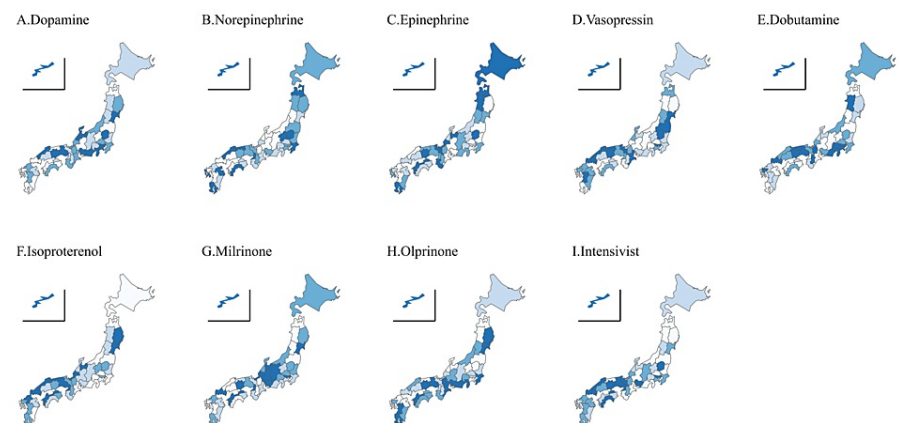 A.Dopamine
B.Norepinephrine
C.Epinephrine
D.Vasopressin
E.Dobutamine
F.Isoproterenol
G.Milrinone
H.Olprinone
I.Intensivist